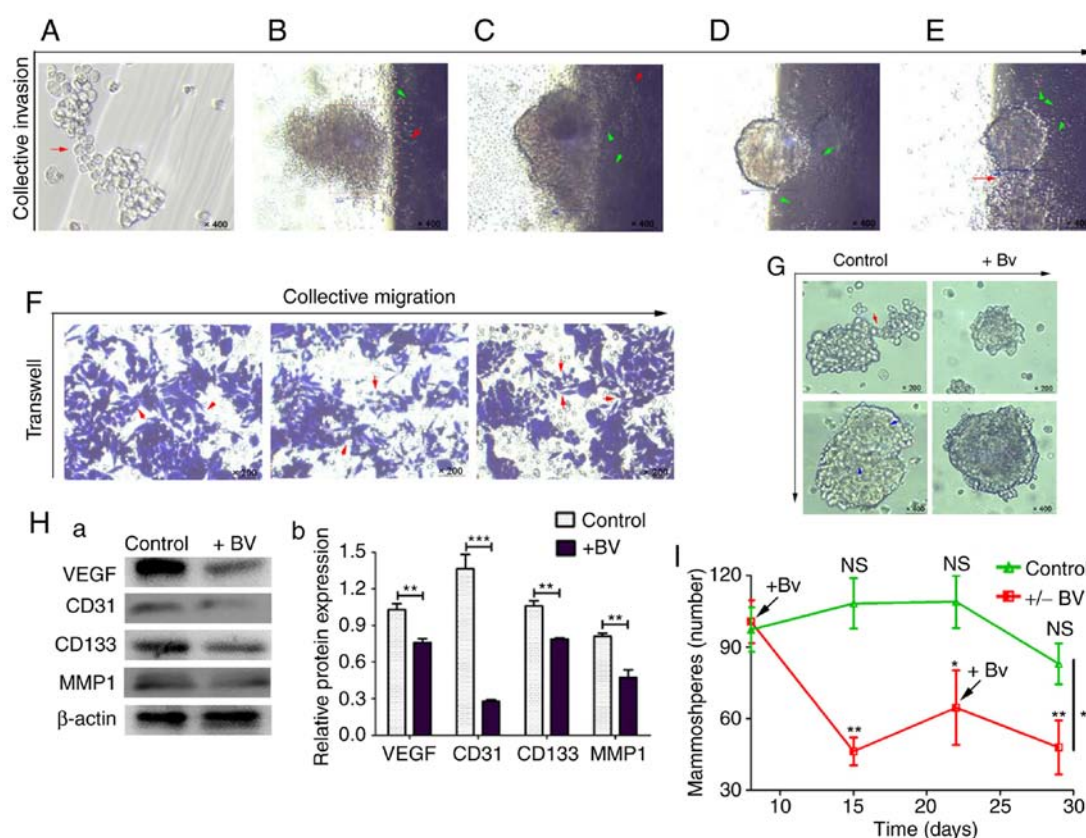 A B C D E
Collective invasion
× 400 × 400 × 400 × 400 × 400
G
Control + Bv
F
Collective migration
Transwell
× 200 × 200 × 200
× 200 × 200
× 400 × 400
H a
Control + BV
VEGF
CD31
CD133
MMP1
β-actin
b
Control
+BV
Relative protein expression
1.5
1.2
0.9
0.6
0.3
0.0
** *** ** **
VEGF CD31 CD133 MMP1
I
Control
+/− BV
Mammoshperes (number)
120
90
60
30
+Bv
NS NS NS
+ Bv
** * ** *
10 15 20 25 30
Time (days)